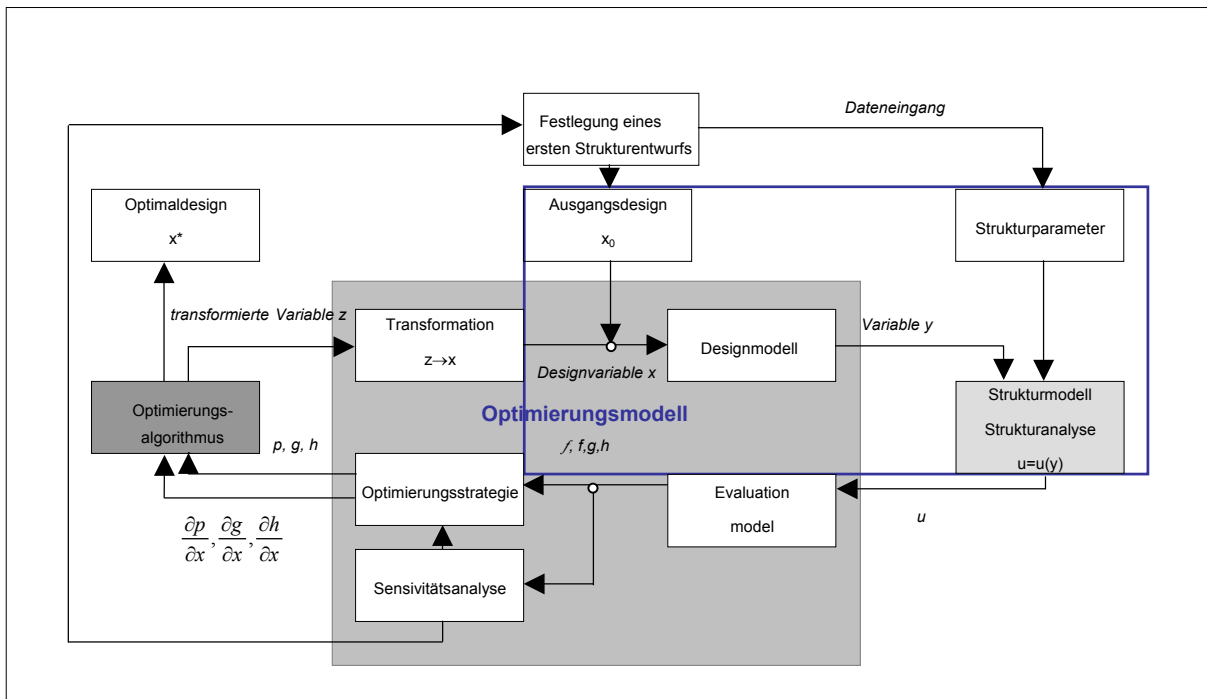 Dateneingang
Festlegung eines
ersten Strukturentwurfs
Optimaldesign
x*
Ausgangsdesign
x₀
Strukturparameter
transformierte Variable z
Transformation
z→x
Designvariable x
Designmodell
Variable y
Optimierungs-
algorithmus
Optimierungsmodell
Strukturmodell
Strukturanalyse
u=u(y)
p, g, h
f, f,g,h
Optimierungsstrategie
Evaluation
model
u
∂p/∂x, ∂g/∂x, ∂h/∂x
Sensivitätsanalyse